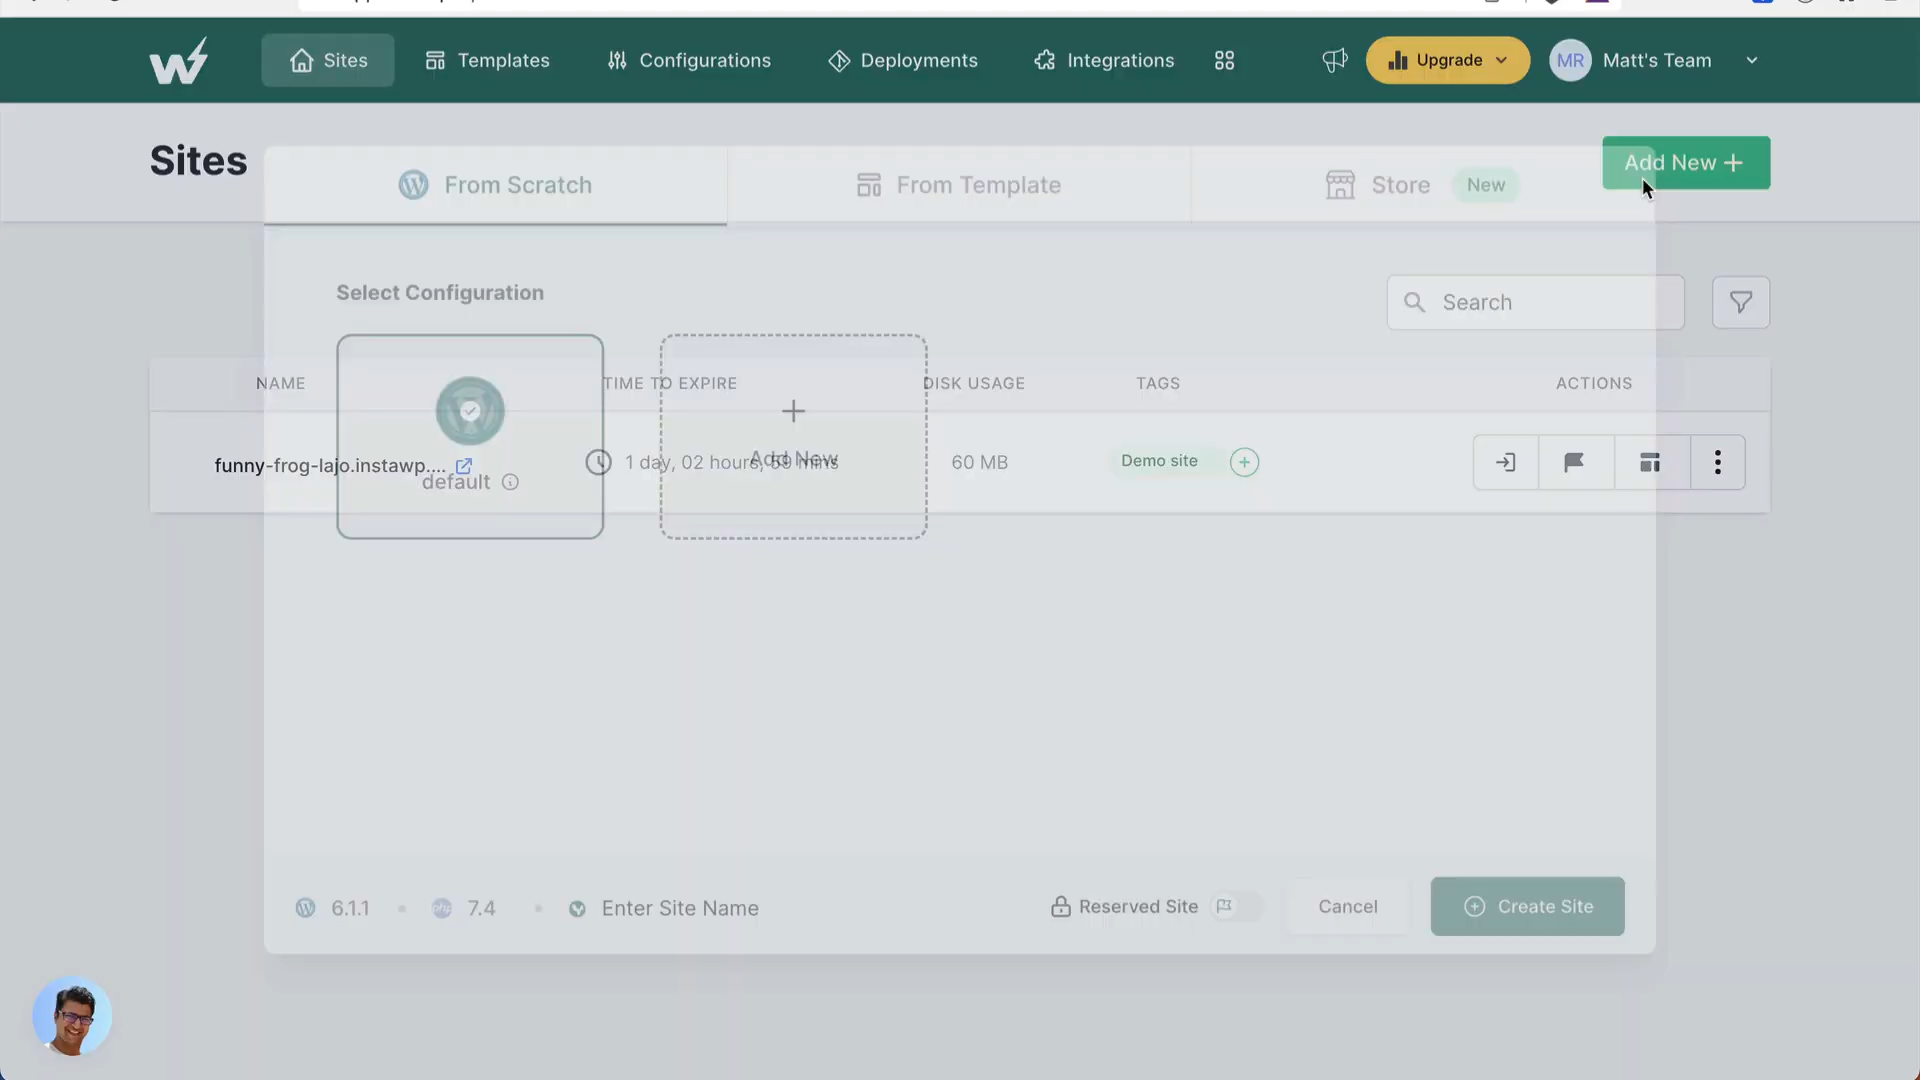 Sites
Templates
Configurations
Deployments
Integrations
Upgrade
MR
Matt's Team
Sites
From Scratch
From Template
Store
New
Add New
Select Configuration
Search
NAME
TIME TO EXPIRE
DISK USAGE
TAGS
ACTIONS
funny-frog-lajo.instawp....
default
1 day, 02 hours, 59 mins
Add New
60 MB
Demo site
6.1.1
php
7.4
Enter Site Name
Reserved Site
Cancel
Create Site